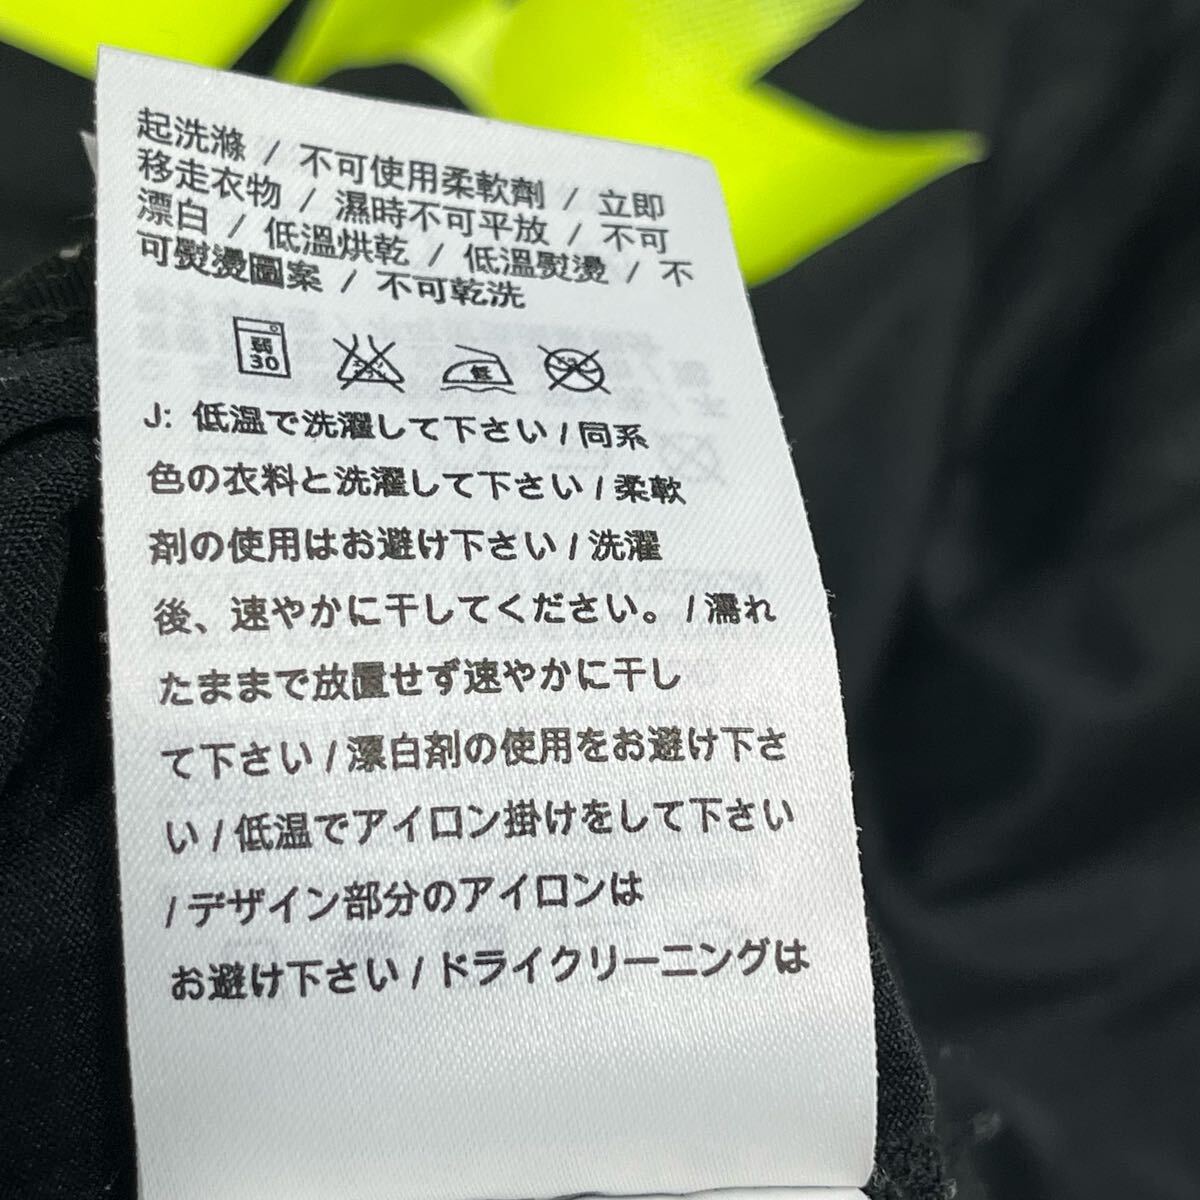 起洗滌 / 不可使用柔軟劑 / 立即
移走衣物 / 濕時不可平放 / 不可
漂白 / 低溫烘乾 / 低溫熨燙 / 不
可熨燙圖案 / 不可乾洗
弱 30 エンソサラシ 低 ドライ
J: 低温で洗濯して下さい / 同系
色の衣料と洗濯して下さい / 柔軟
剤の使用はお避け下さい / 洗濯
後、速やかに干してください。 / 濡れ
たままで放置せず速やかに干し
て下さい / 漂白剤の使用をお避け下さ
い / 低温でアイロン掛けをして下さい
/ デザイン部分のアイロンは
お避け下さい / ドライクリーニングは